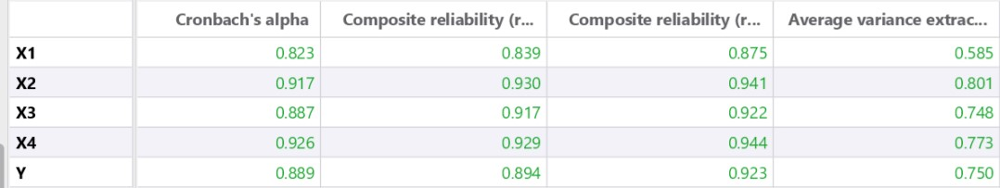 Cronbach's alpha Composite reliability (r... Composite reliability (r... Average variance extrac...
X1 0.823 0.839 0.875 0.585
X2 0.917 0.930 0.941 0.801
X3 0.887 0.917 0.922 0.748
X4 0.926 0.929 0.944 0.773
Y 0.889 0.894 0.923 0.750